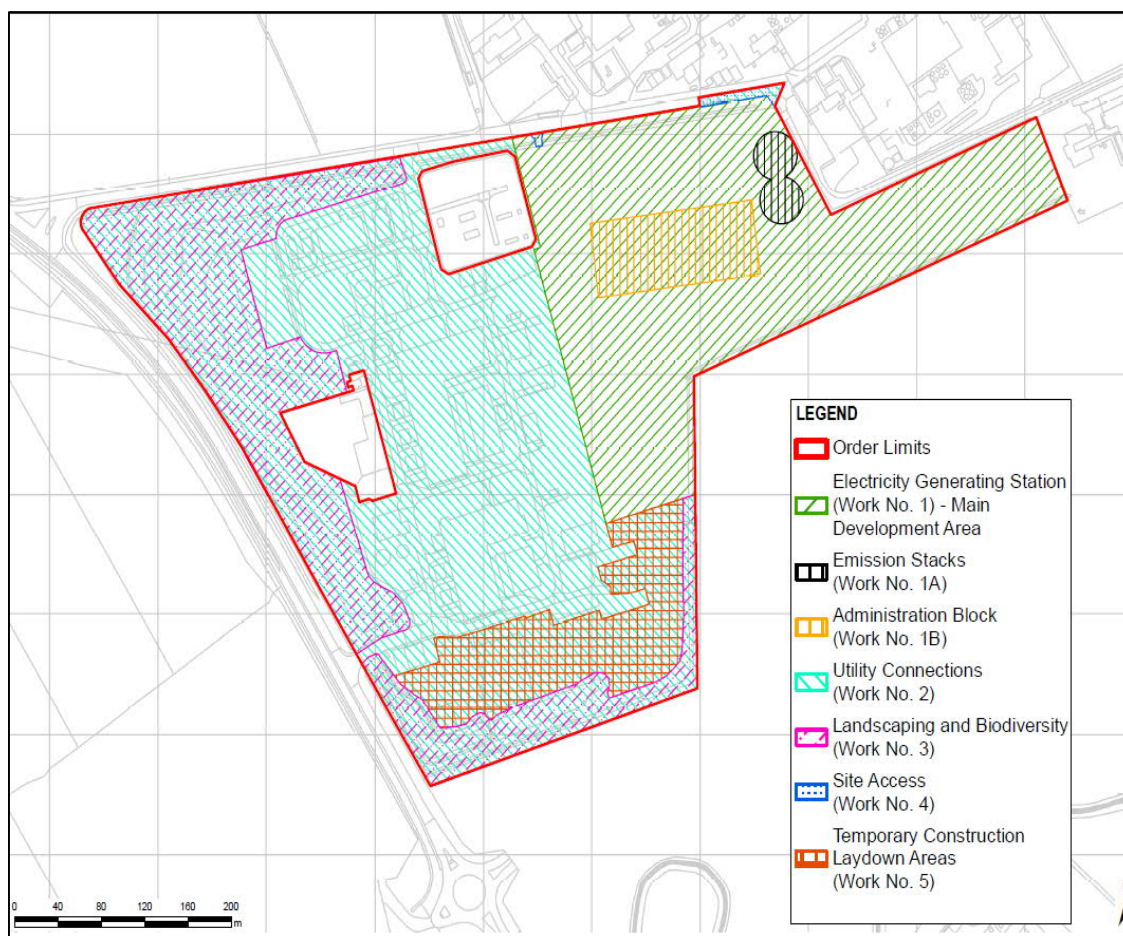 LEGEND
Order Limits
Electricity Generating Station
(Work No. 1) - Main
Development Area
Emission Stacks
(Work No. 1A)
Administration Block
(Work No. 1B)
Utility Connections
(Work No. 2)
Landscaping and Biodiversity
(Work No. 3)
Site Access
(Work No. 4)
Temporary Construction
Laydown Areas
(Work No. 5)
0 40 80 120 160 200
m